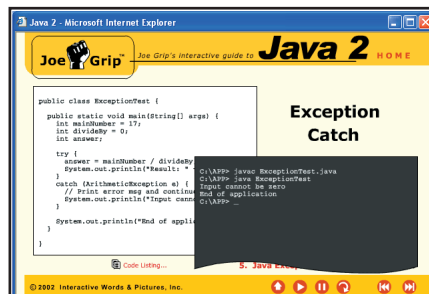 Java 2 - Microsoft Internet Explorer
Joe Grip™
Joe Grip's interactive guide to Java 2 HOME
public class ExceptionTest {
public static void main(String[] args) {
int mainNumber = 17;
int divideBy = 0;
int answer;
try {
answer = mainNumber / divideBy
System.out.println("Result: "
}
catch (ArithmeticException e) {
// Print error msg and continu
System.out.println("Input canno
}
System.out.println("End of appli
}
}
Exception
Catch
C:\APP> javac ExceptionTest.java
C:\APP> java ExceptionTest
Input cannot be zero
End of application
C:\APP> _
Code Listing...
5. Java Exce
© 2002 Interactive Words & Pictures, Inc.